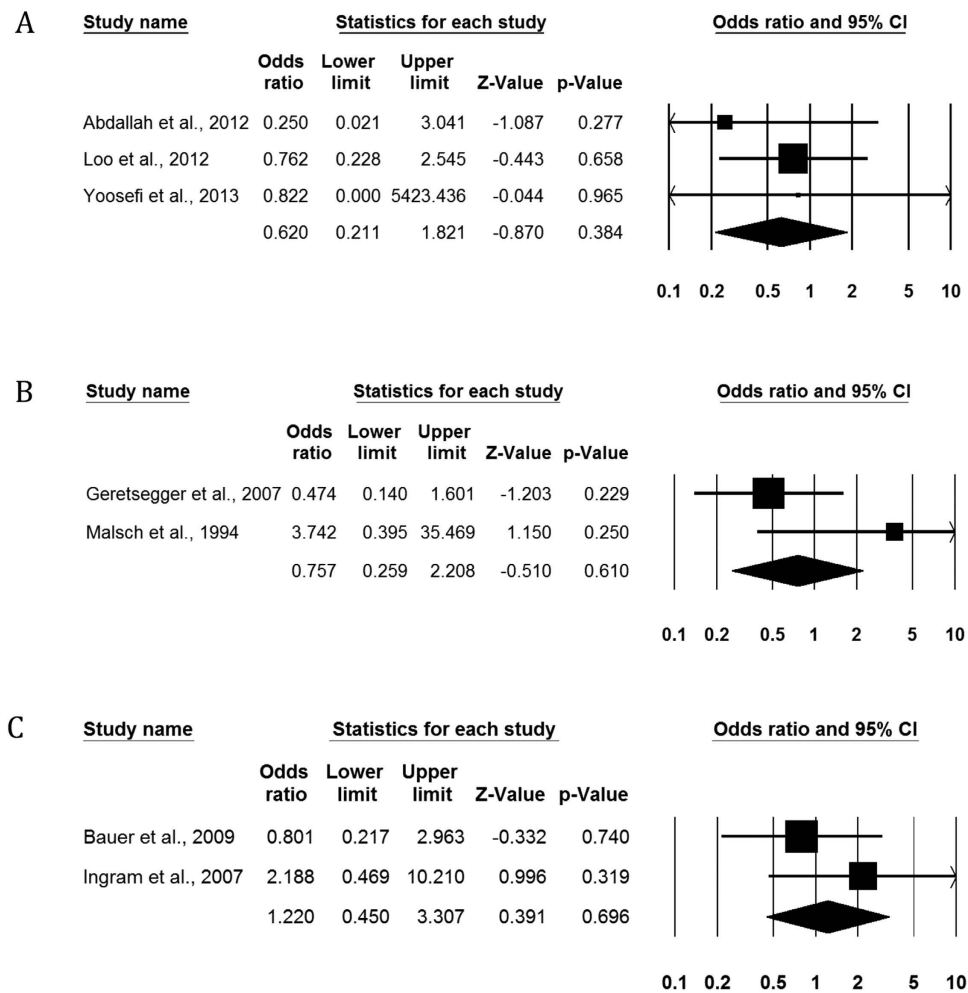 A
Study name Statistics for each study Odds ratio and 95% CI
Odds Lower Upper
ratio limit limit Z-Value p-Value
Abdallah et al., 2012 0.250 0.021 3.041 -1.087 0.277
Loo et al., 2012 0.762 0.228 2.545 -0.443 0.658
Yoosefi et al., 2013 0.822 0.000 5423.436 -0.044 0.965
0.620 0.211 1.821 -0.870 0.384
0.1 0.2 0.5 1 2 5 10
B
Study name Statistics for each study Odds ratio and 95% CI
Odds Lower Upper
ratio limit limit Z-Value p-Value
Geretsegger et al., 2007 0.474 0.140 1.601 -1.203 0.229
Malsch et al., 1994 3.742 0.395 35.469 1.150 0.250
0.757 0.259 2.208 -0.510 0.610
0.1 0.2 0.5 1 2 5 10
C
Study name Statistics for each study Odds ratio and 95% CI
Odds Lower Upper
ratio limit limit Z-Value p-Value
Bauer et al., 2009 0.801 0.217 2.963 -0.332 0.740
Ingram et al., 2007 2.188 0.469 10.210 0.996 0.319
1.220 0.450 3.307 0.391 0.696
0.1 0.2 0.5 1 2 5 10